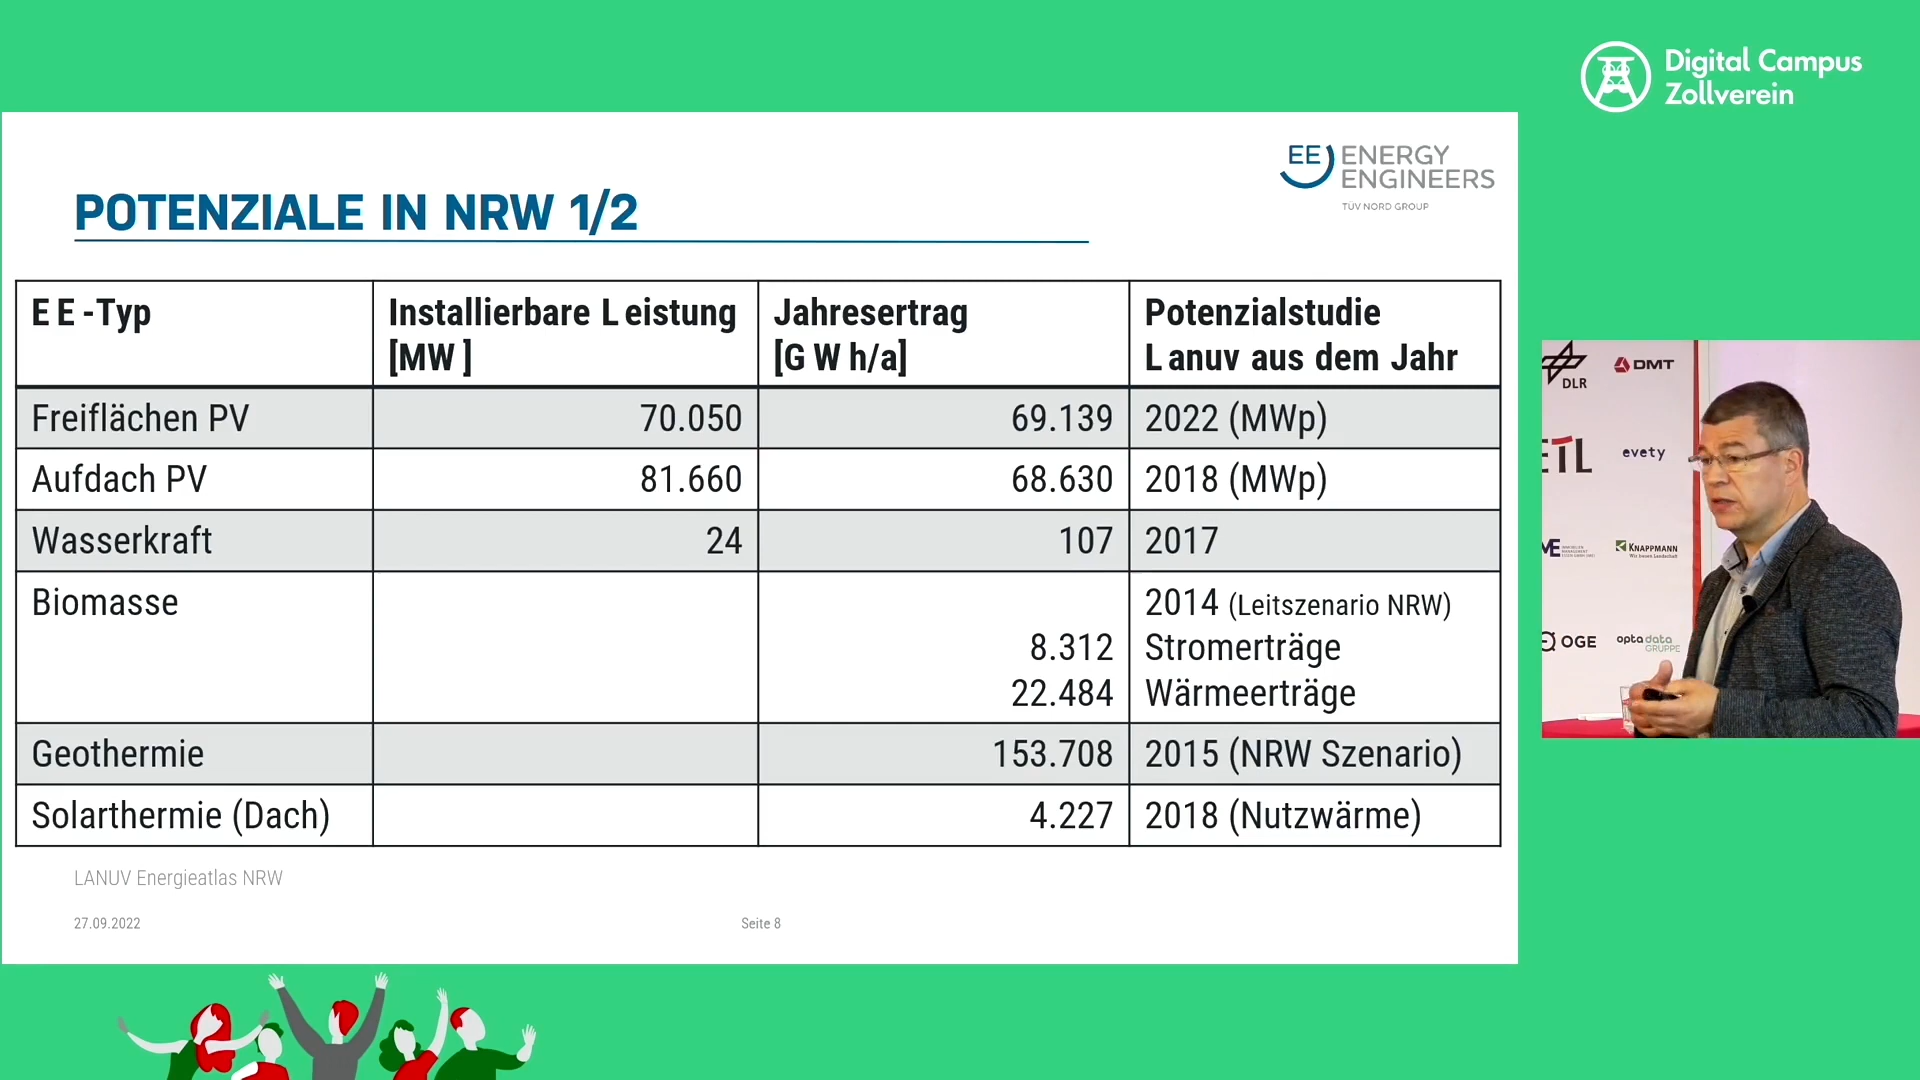 Digital Campus
Zollverein
EE ENERGY
ENGINEERS
TÜV NORD GROUP
POTENZIALE IN NRW 1/2
EE-Typ
Installierbare Leistung
[MW]
Jahresertrag
[GWh/a]
Potenzialstudie
Lanuv aus dem Jahr
Freiflächen PV 70.050 69.139 2022 (MWp)
Aufdach PV 81.660 68.630 2018 (MWp)
Wasserkraft 24 107 2017
Biomasse 2014 (Leitszenario NRW)
8.312 Stromerträge
22.484 Wärmeerträge
Geothermie 153.708 2015 (NRW Szenario)
Solarthermie (Dach) 4.227 2018 (Nutzwärme)
LANUV Energieatlas NRW
27.09.2022
Seite 8
DLR
DMT
ETL
evety
KNAPPMANN
OGE
optadata
GRUPPE